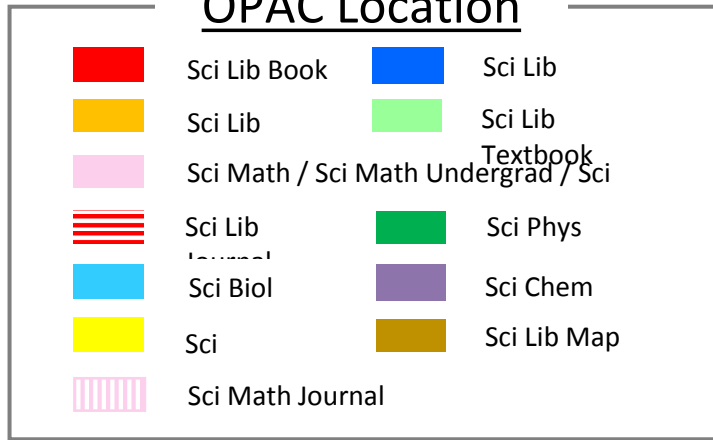 OPAC Location
Sci Lib Book
Sci Lib
Sci Lib
Sci Lib
Textbook
Sci Math / Sci Math Undergrad / Sci
Sci Lib
Journal
Sci Phys
Sci Biol
Sci Chem
Sci
Sci Lib Map
Sci Math Journal